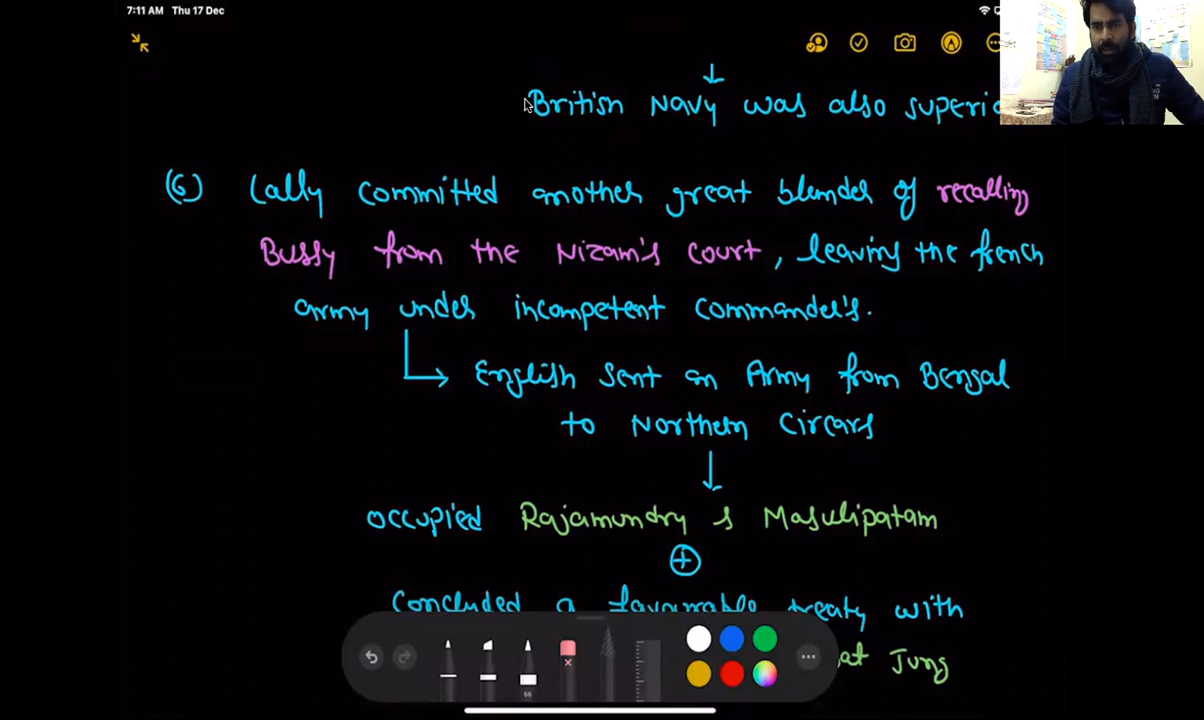 7:11 AM Thu 17 Dec
British Navy was also superi
(6) Lally committed another great blunder of recalling
Bussy from the Nizam's court, leaving the french
army under incompetent commander's.
English sent an Army from Bengal
to Northern Circars
occupied Rajamundry & Masulipatam
Concluded a favourable treaty with
at Jung
50